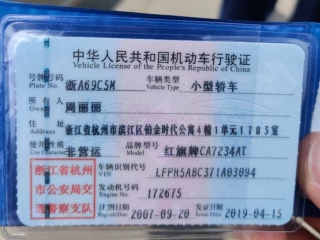 中华人民共和国机动车行驶证
Vehicle License of the People's Republic of China
号牌号码 浙A69C5M 车辆类型 小型轿车
Plate No. Vehicle Type
所有人 周丽丽
Owner
住址 浙江省杭州市滨江区铂金时代公寓4幢1单元1703室
Address
使用性质 非营运 品牌型号 红旗牌CA7234AT
Use Character Model
浙江省杭州
市公安局交
通警察支队
车辆识别代号 LFPH5ABC371A03094
VIN
发动机号码 172675
Engine No.
注册日期 2007-09-20 发证日期 2019-04-15
Register Date Issue Date